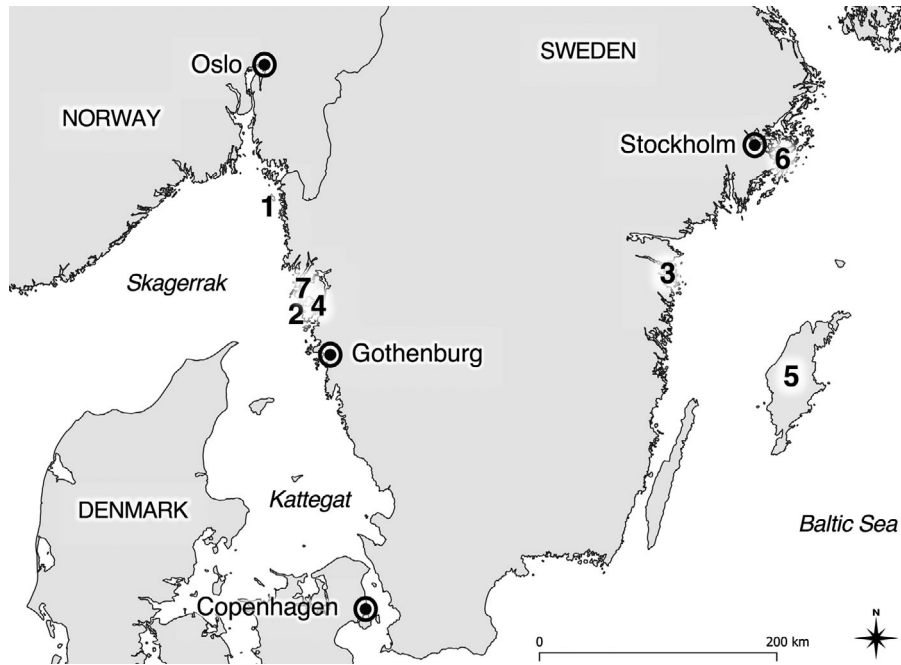 Oslo
SWEDEN
NORWAY
Stockholm
6
1
3
Skagerrak
7
4
2
Gothenburg
5
Kattegat
DENMARK
Baltic Sea
Copenhagen
N
0
200 km